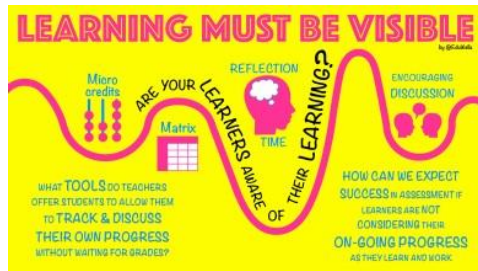 LEARNING MUST BE VISIBLE
by @EduWells
Micro
credits
Matrix
ARE YOUR LEARNERS AWARE OF THEIR LEARNING?
REFLECTION
TIME
ENCOURAGING
DISCUSSION
WHAT TOOLS DO TEACHERS
OFFER STUDENTS TO ALLOW THEM
TO TRACK & DISCUSS
THEIR OWN PROGRESS
WITHOUT WAITING FOR GRADES?
HOW CAN WE EXPECT
SUCCESS IN ASSESSMENT IF
LEARNERS ARE NOT
CONSIDERING THEIR
ON-GOING PROGRESS
AS THEY LEARN AND WORK